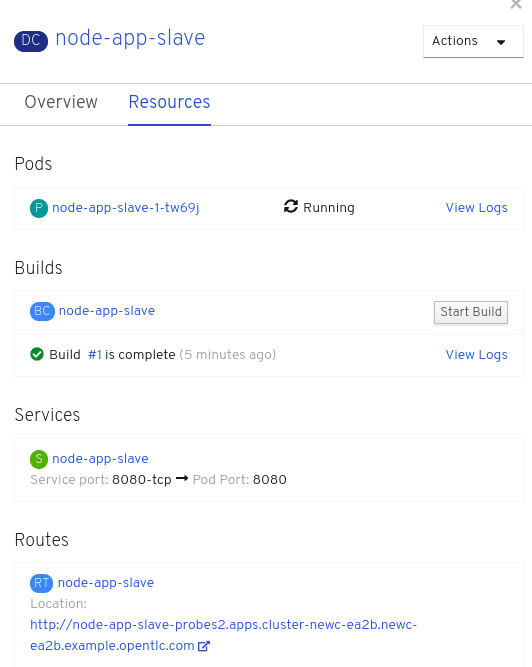 DC node-app-slave
Actions
Overview Resources
Pods
P node-app-slave-1-tw69j Running View Logs
Builds
BC node-app-slave Start Build
Build #1 is complete (5 minutes ago) View Logs
Services
S node-app-slave
Service port: 8080-tcp → Pod Port: 8080
Routes
RT node-app-slave
Location:
http://node-app-slave-probes2.apps.cluster-newc-ea2b.newc-
ea2b.example.opentlc.com